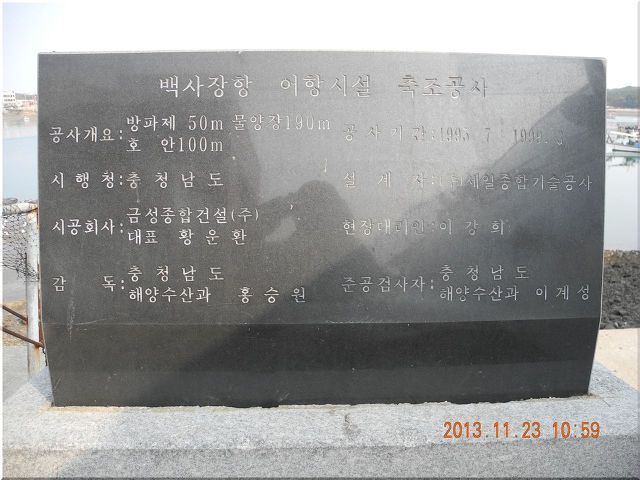 백사장항 어항시설 축조공사
공사개요: 방파제 50m 물양장190m
호 안100m
공사기간:1995. 7 1999. 3
시 행 청: 충 청 남 도
설 계 자: 세일종합기술공사
시공회사: 금성종합건설(주)
대표 황운환
현장대리인: 이 강 희
감 독: 충 청 남 도
해양수산과 홍승원
준공검사자: 충 청 남 도
해양수산과 이계성
2013.11.23 10:59